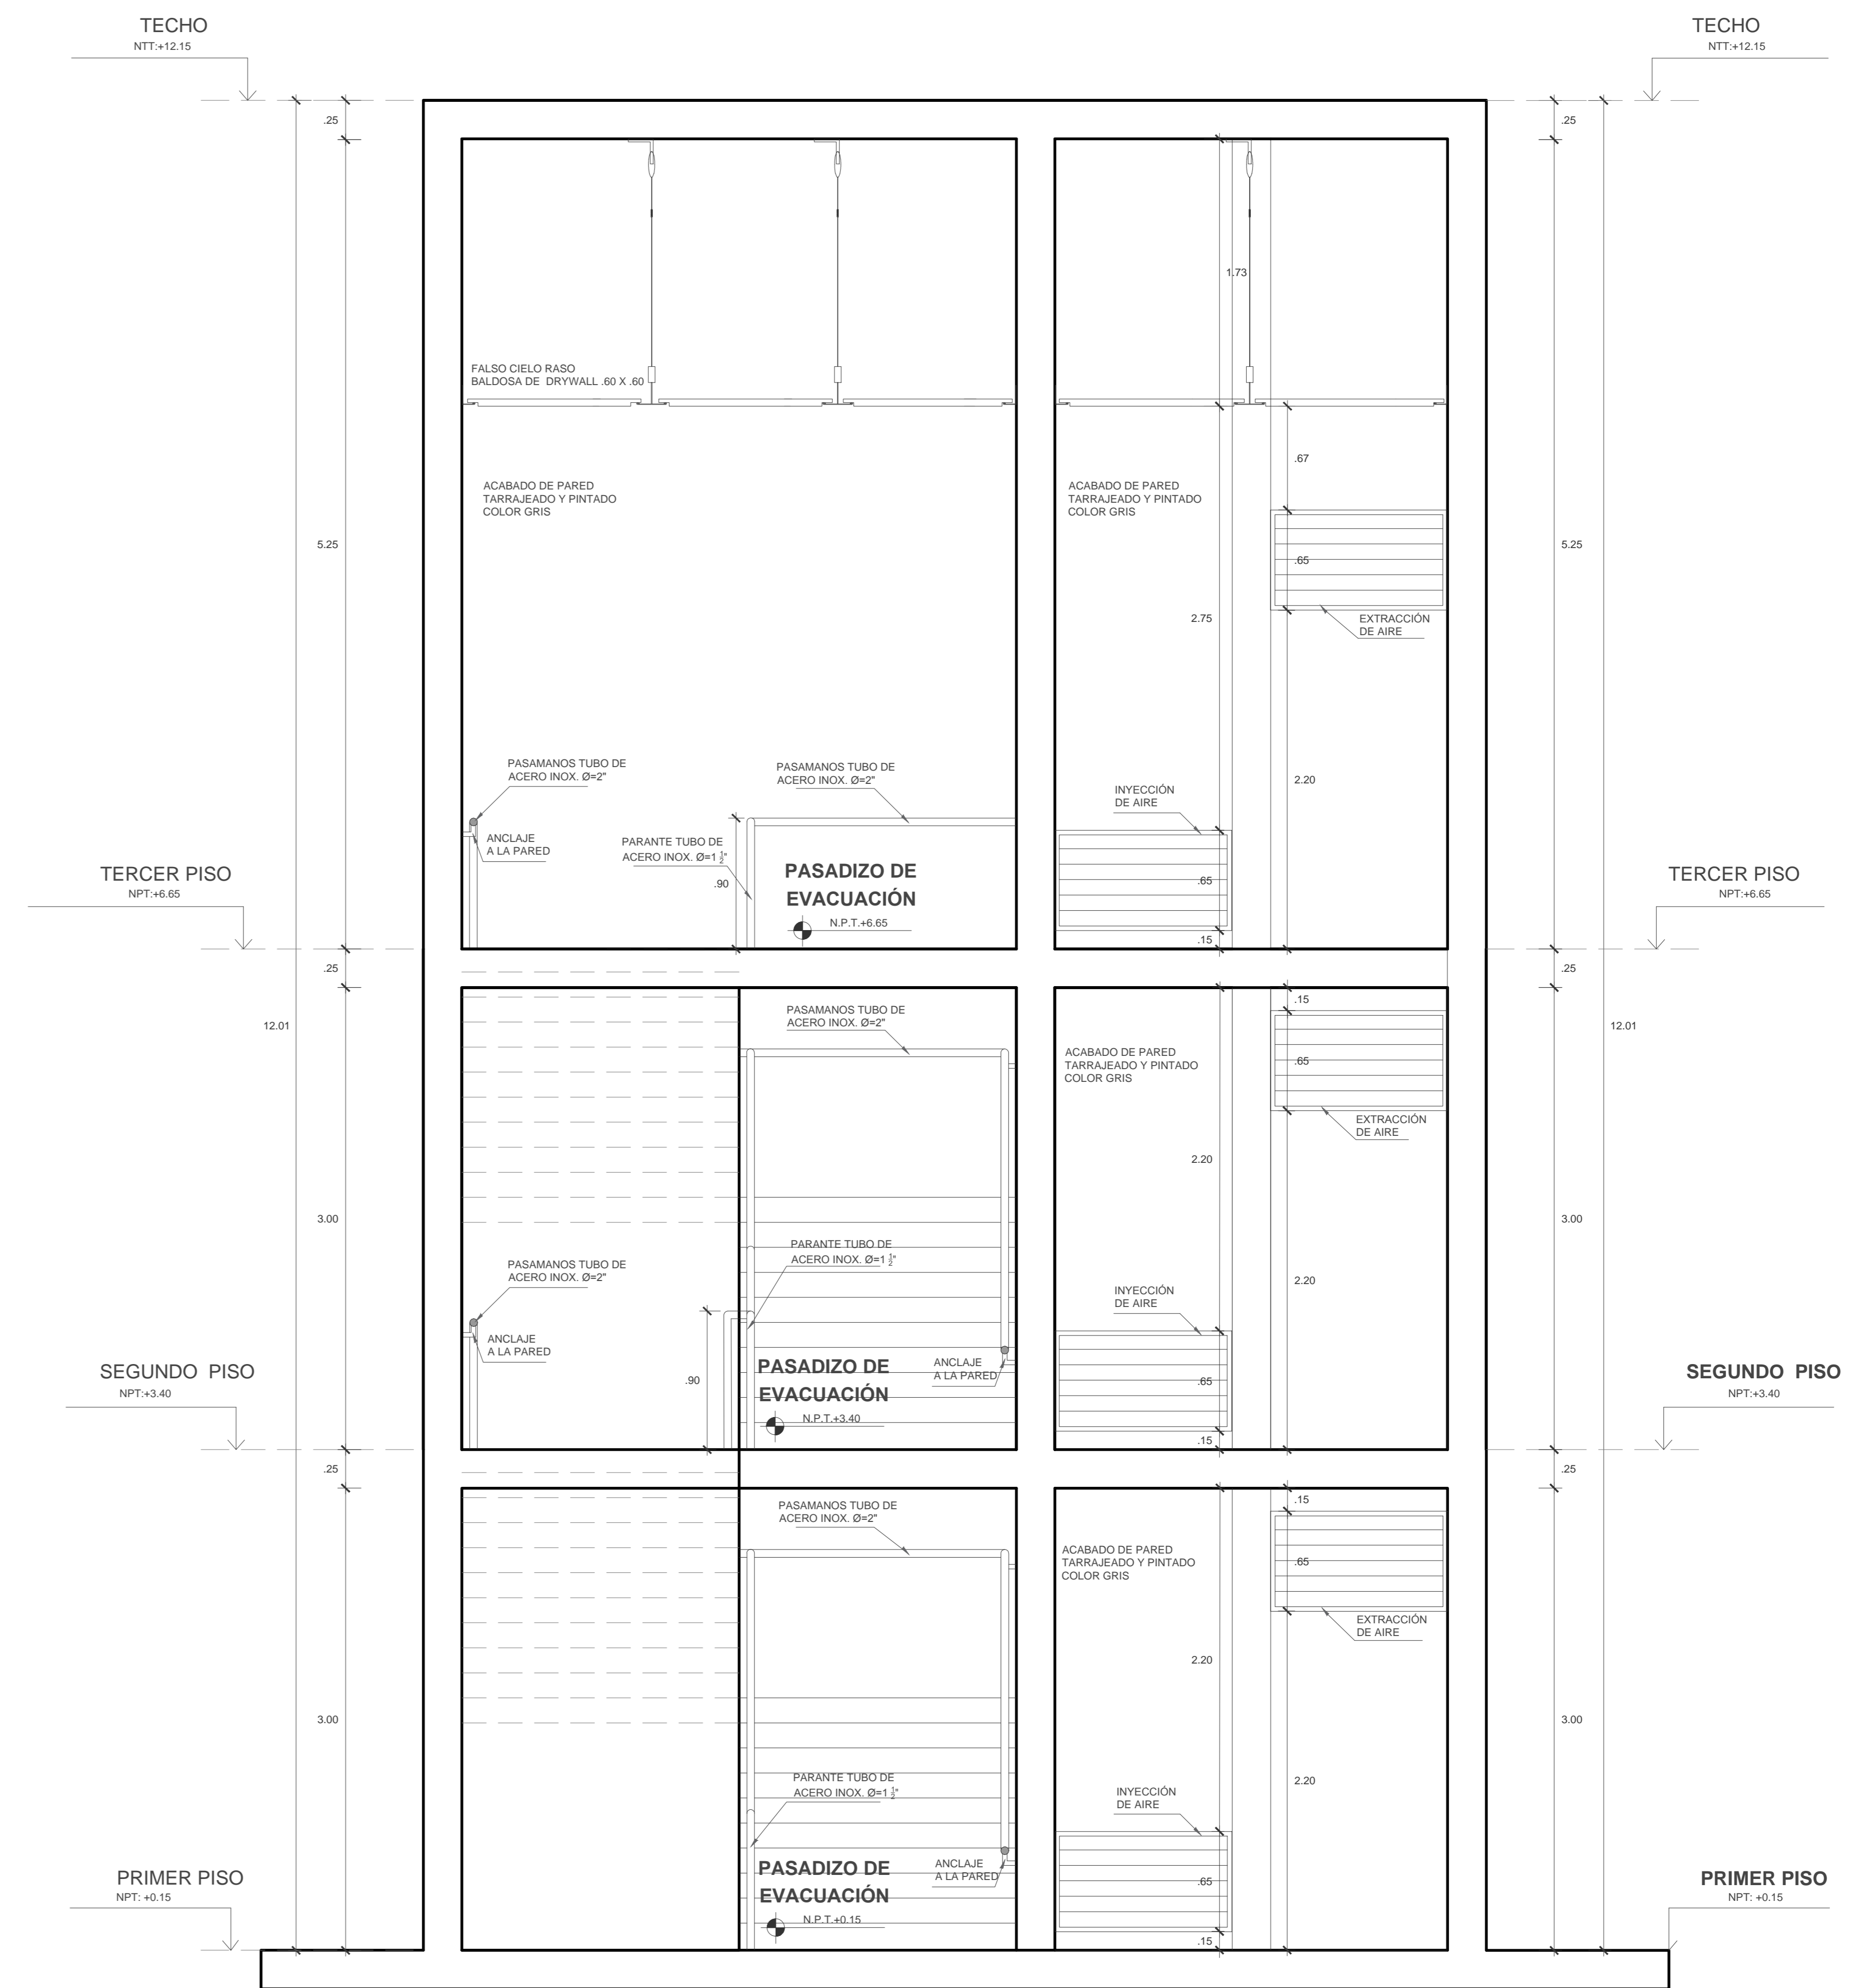 TECHO
NTT:+12.15
TECHO
NTT:+12.15
.25
.25
1.73
FALSO CIELO RASO
BALDOSA DE DRYWALL .60 X .60
.67
ACABADO DE PARED
TARRAJEADO Y PINTADO
COLOR GRIS
ACABADO DE PARED
TARRAJEADO Y PINTADO
COLOR GRIS
5.25
.65
5.25
EXTRACCIÓN
DE AIRE
2.75
PASAMANOS TUBO DE
ACERO INOX. Ø=2"
PASAMANOS TUBO DE
ACERO INOX. Ø=2"
2.20
INYECCIÓN
DE AIRE
ANCLAJE
A LA PARED
PARANTE TUBO DE
ACERO INOX. Ø=1 ½"
.90
PASADIZO DE
EVACUACIÓN
N.P.T.+6.65
.65
.15
TERCER PISO
NPT:+6.65
TERCER PISO
NPT:+6.65
.25
.25
12.01
12.01
PASAMANOS TUBO DE
ACERO INOX. Ø=2"
.15
ACABADO DE PARED
TARRAJEADO Y PINTADO
COLOR GRIS
.65
EXTRACCIÓN
DE AIRE
2.20
3.00
3.00
PARANTE TUBO DE
ACERO INOX. Ø=1 ½"
PASAMANOS TUBO DE
ACERO INOX. Ø=2"
2.20
INYECCIÓN
DE AIRE
ANCLAJE
A LA PARED
.90
PASADIZO DE
EVACUACIÓN
N.P.T.+3.40
ANCLAJE
A LA PARED
.65
.15
SEGUNDO PISO
NPT:+3.40
SEGUNDO PISO
NPT:+3.40
.25
.25
PASAMANOS TUBO DE
ACERO INOX. Ø=2"
.15
ACABADO DE PARED
TARRAJEADO Y PINTADO
COLOR GRIS
.65
EXTRACCIÓN
DE AIRE
2.20
3.00
3.00
PARANTE TUBO DE
ACERO INOX. Ø=1 ½"
2.20
INYECCIÓN
DE AIRE
PASADIZO DE
EVACUACIÓN
N.P.T.+0.15
ANCLAJE
A LA PARED
.65
.15
PRIMER PISO
NPT: +0.15
PRIMER PISO
NPT: +0.15